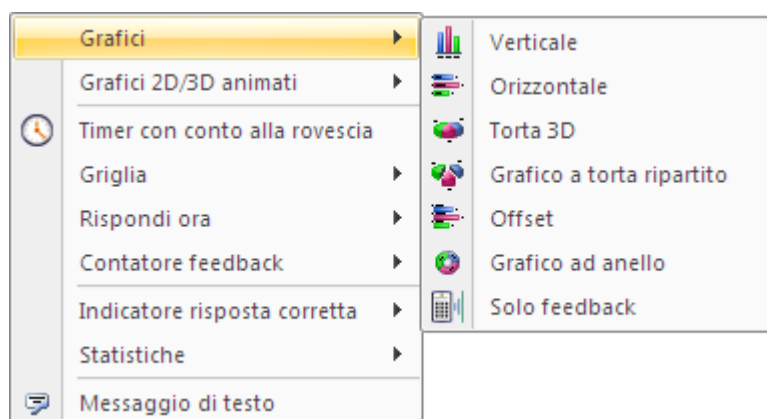 Grafici
Grafici 2D/3D animati
Timer con conto alla rovescia
Griglia
Rispondi ora
Contatore feedback
Indicatore risposta corretta
Statistiche
Messaggio di testo
Verticale
Orizzontale
Torta 3D
Grafico a torta ripartito
Offset
Grafico ad anello
Solo feedback